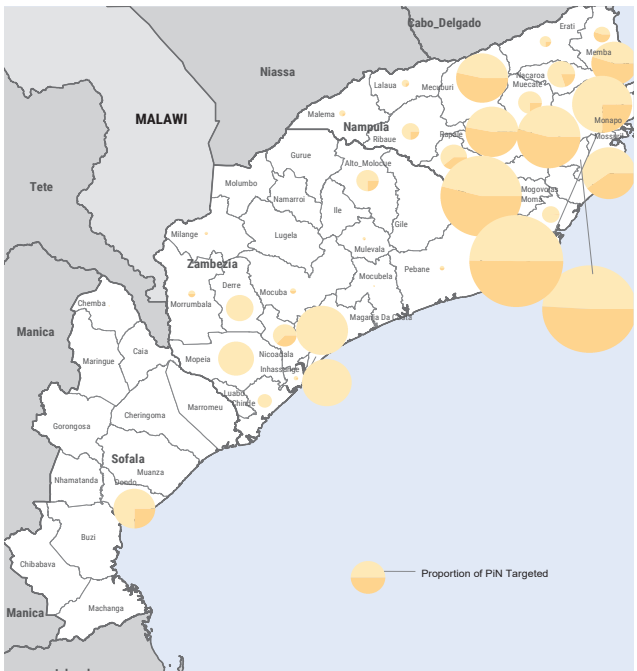 Cabo_Delgado
Erati
Memba
Niassa
Nacaroa
Lalaua
Mecaburi
Muecate
MALAWI
Malema
Nampula
Monapo
Ribaue
Rapale
Mossuril
Gurue
Alto_Molocue
Tete
Molumbo
Mogovolas
Namarroi
Moma
Ile
Gile
Milange
Lugela
Mulevala
Zambezia
Pebane
Derre
Mocubela
Chemba
Morrumbala
Mocuba
Maganja Da Costa
Manica
Caia
Mopeia
Nicoadala
Maringue
Inhassunge
Luabo
Chinde
Marromeu
Cheringoma
Gorongosa
Sofala
Muanza
Nhamatanda
Dondo
Buzi
Chibabava
Proportion of PiN Targeted
Manica
Machanga